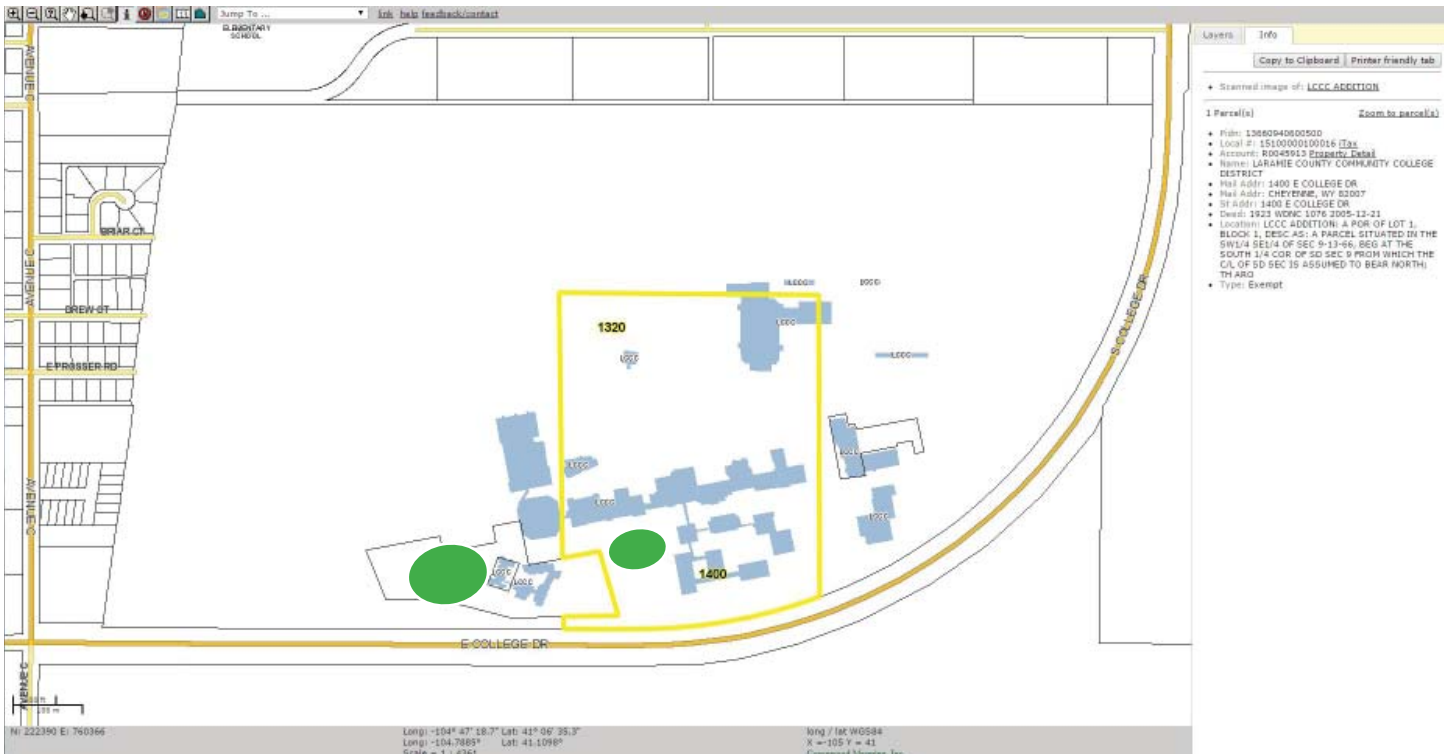 Jump To ...
link help feedback/contact
ELEMENTARY
SCHOOL
AVENUE C
BRIAR CT
AVENUE C
DREW CT
E PROSSER RD
AVENUE C
AVENUE C
S COLLEGE DR
E COLLEGE DR
1320
1400
LCCC
LCCC
LCCC
LCCC
LCCC
LCCC
LCCC
LCCC
LCCC
LCCC
LCCC
Layers Info
Copy to Clipboard Printer friendly tab
Scanned image of: LCCC ADDITION
1 Parcel(s) Zoom to parcel(s)
Pidn: 13660940600500
Local #: 15100000100016 iTax
Account: R0045913 Property Detail
Name: LARAMIE COUNTY COMMUNITY COLLEGE
DISTRICT
Mail Addr: 1400 E COLLEGE DR
Mail Addr: CHEYENNE, WY 82007
St Addr: 1400 E COLLEGE DR
Deed: 1923 WDNC 1076 2005-12-21
Location: LCCC ADDITION: A POR OF LOT 1,
BLOCK 1, DESC AS: A PARCEL SITUATED IN THE
SW1/4 SE1/4 OF SEC 9-13-66, BEG AT THE
SOUTH 1/4 COR OF SD SEC 9 FROM WHICH THE
C/L OF SD SEC IS ASSUMED TO BEAR NORTH;
TH ARO
Type: Exempt
N: 222390 E: 760366
Long: -104° 47' 18.7" Lat: 41° 06' 35.3"
Long: -104.7885° Lat: 41.1098°
long / lat WGS84
X =-105 Y = 41